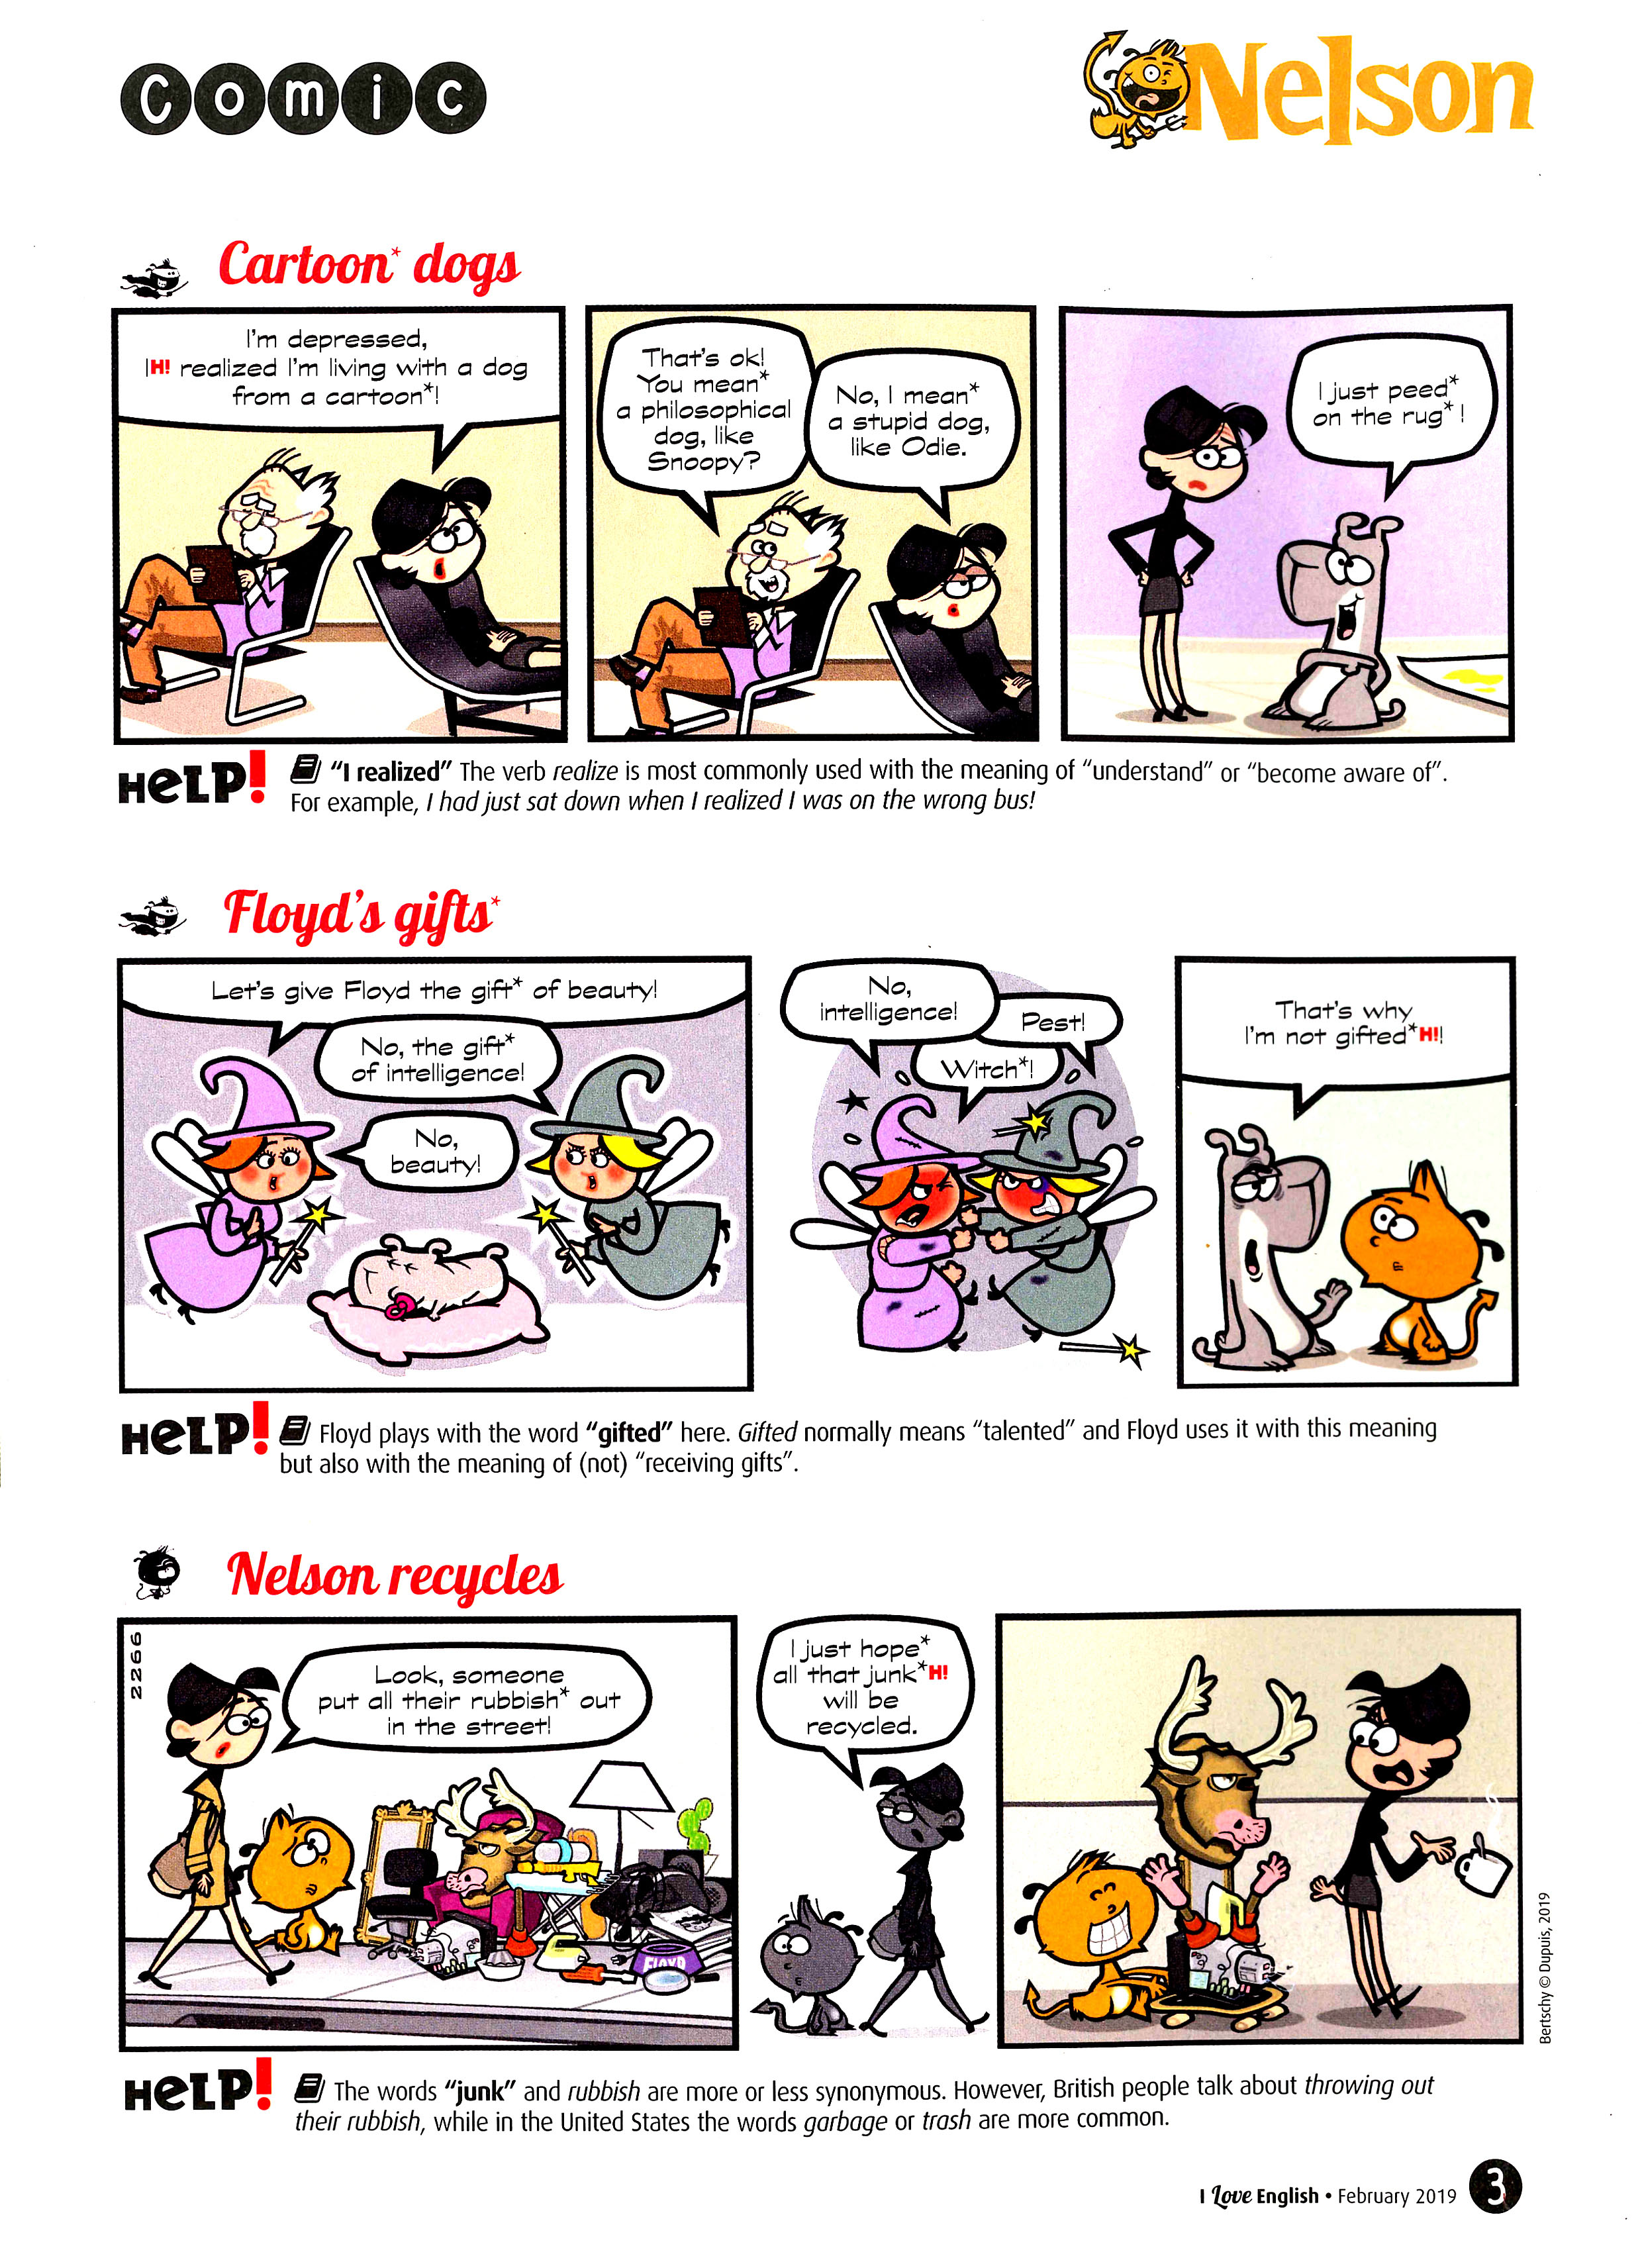 Comic
Nelson
Cartoon* dogs
I'm depressed,
IH! realized I'm living with a dog
from a cartoon*!
That's ok!
You mean*
a philosophical
dog, like
Snoopy?
No, I mean*
a stupid dog,
like Odie.
I just peed*
on the rug*!
HELP! "I realized" The verb realize is most commonly used with the meaning of "understand" or "become aware of".
For example, I had just sat down when I realized I was on the wrong bus!
Floyd's gifts*
Let's give Floyd the gift* of beauty!
No, the gift*
of intelligence!
No,
beauty!
No,
intelligence!
Pest!
Witch*!
That's why
I'm not gifted*H!!
HELP! Floyd plays with the word "gifted" here. Gifted normally means "talented" and Floyd uses it with this meaning
but also with the meaning of (not) "receiving gifts".
Nelson recycles
2266
Look, someone
put all their rubbish* out
in the street!
FLOYD
I just hope*
all that junk*H!
will be
recycled.
Bertschy © Dupuis, 2019
HELP! The words "junk" and rubbish are more or less synonymous. However, British people talk about throwing out
their rubbish, while in the United States the words garbage or trash are more common.
I Love English • February 2019 3